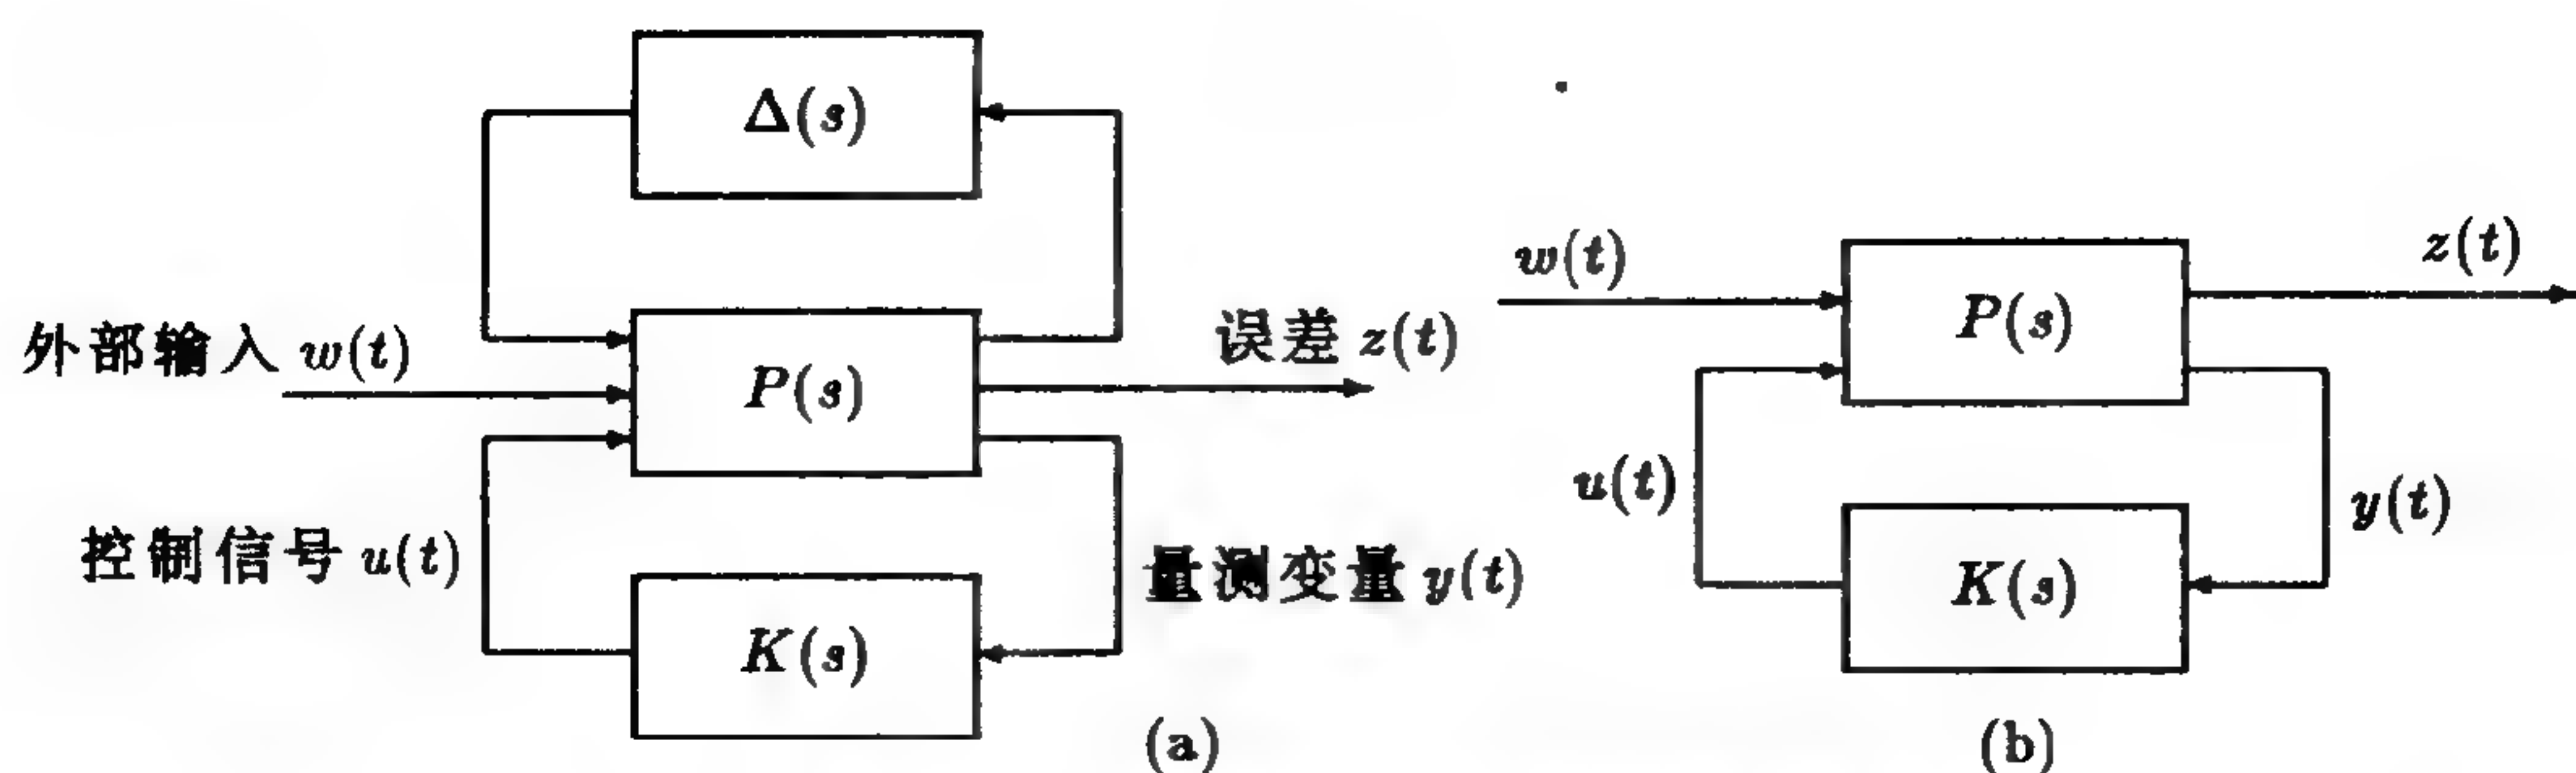 Δ(s)
外部输入 w(t)
P(s)
误差 z(t)
控制信号 u(t)
量测变量 y(t)
K(s)
(a)
w(t)
z(t)
P(s)
u(t)
y(t)
K(s)
(b)